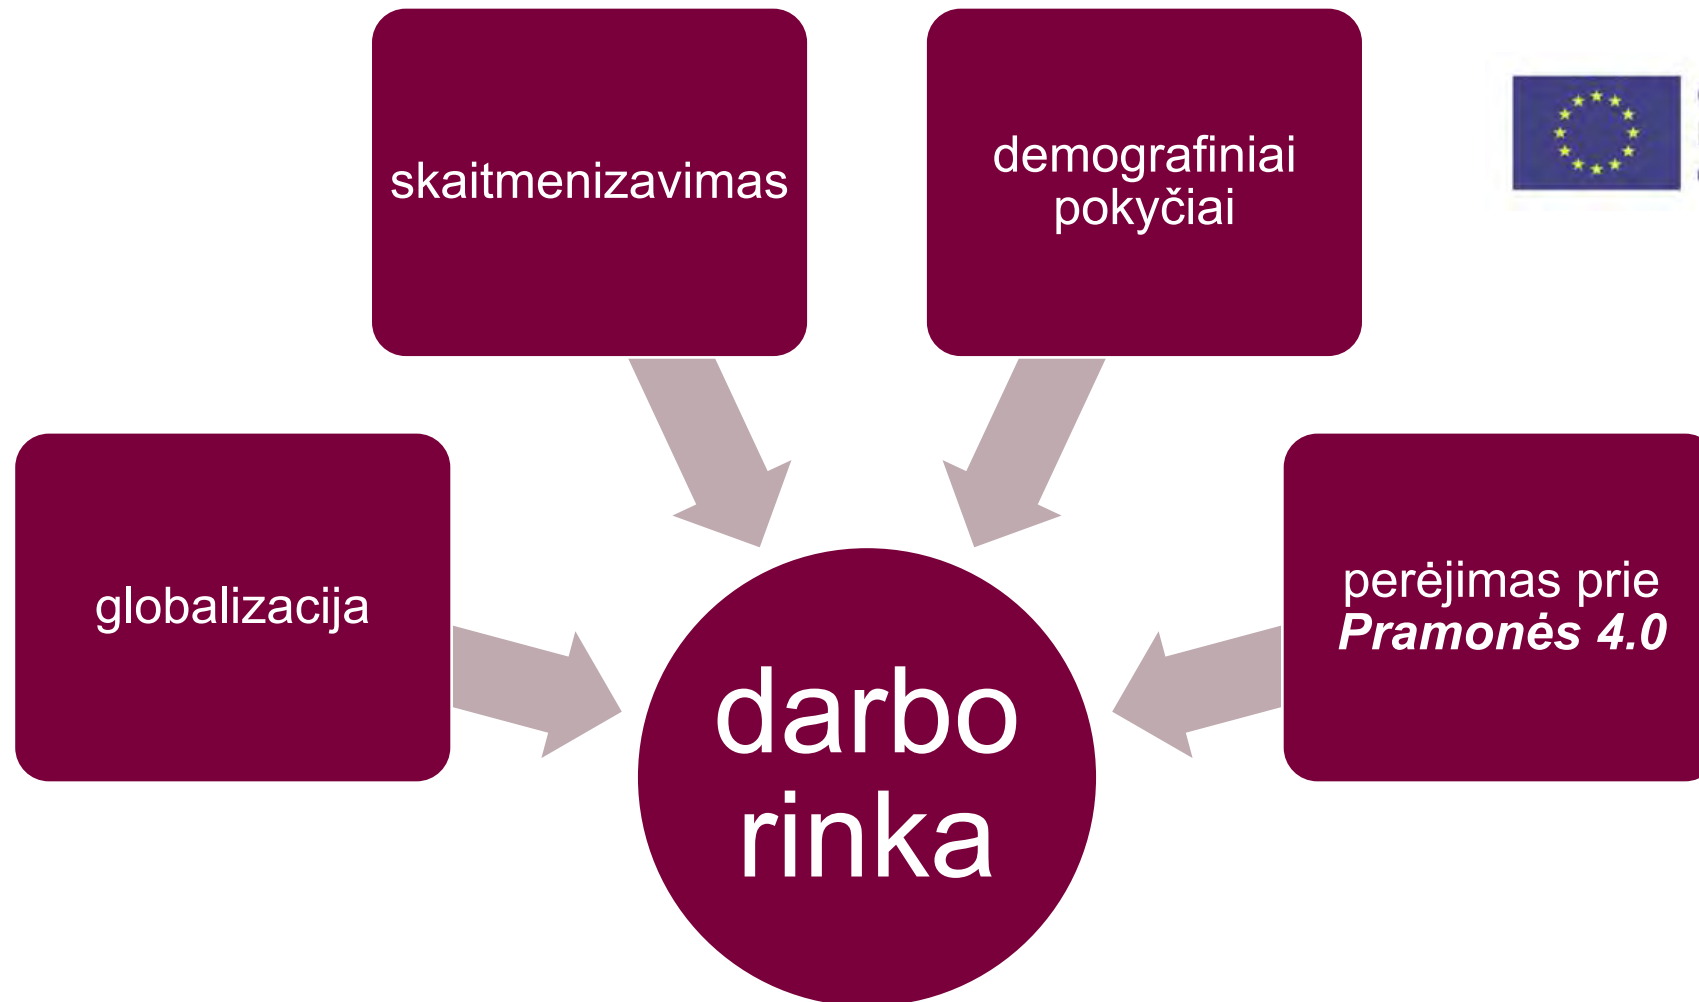 skaitmenizavimas
demografiniai
pokyčiai
globalizacija
perėjimas prie
Pramonės 4.0
darbo
rinka